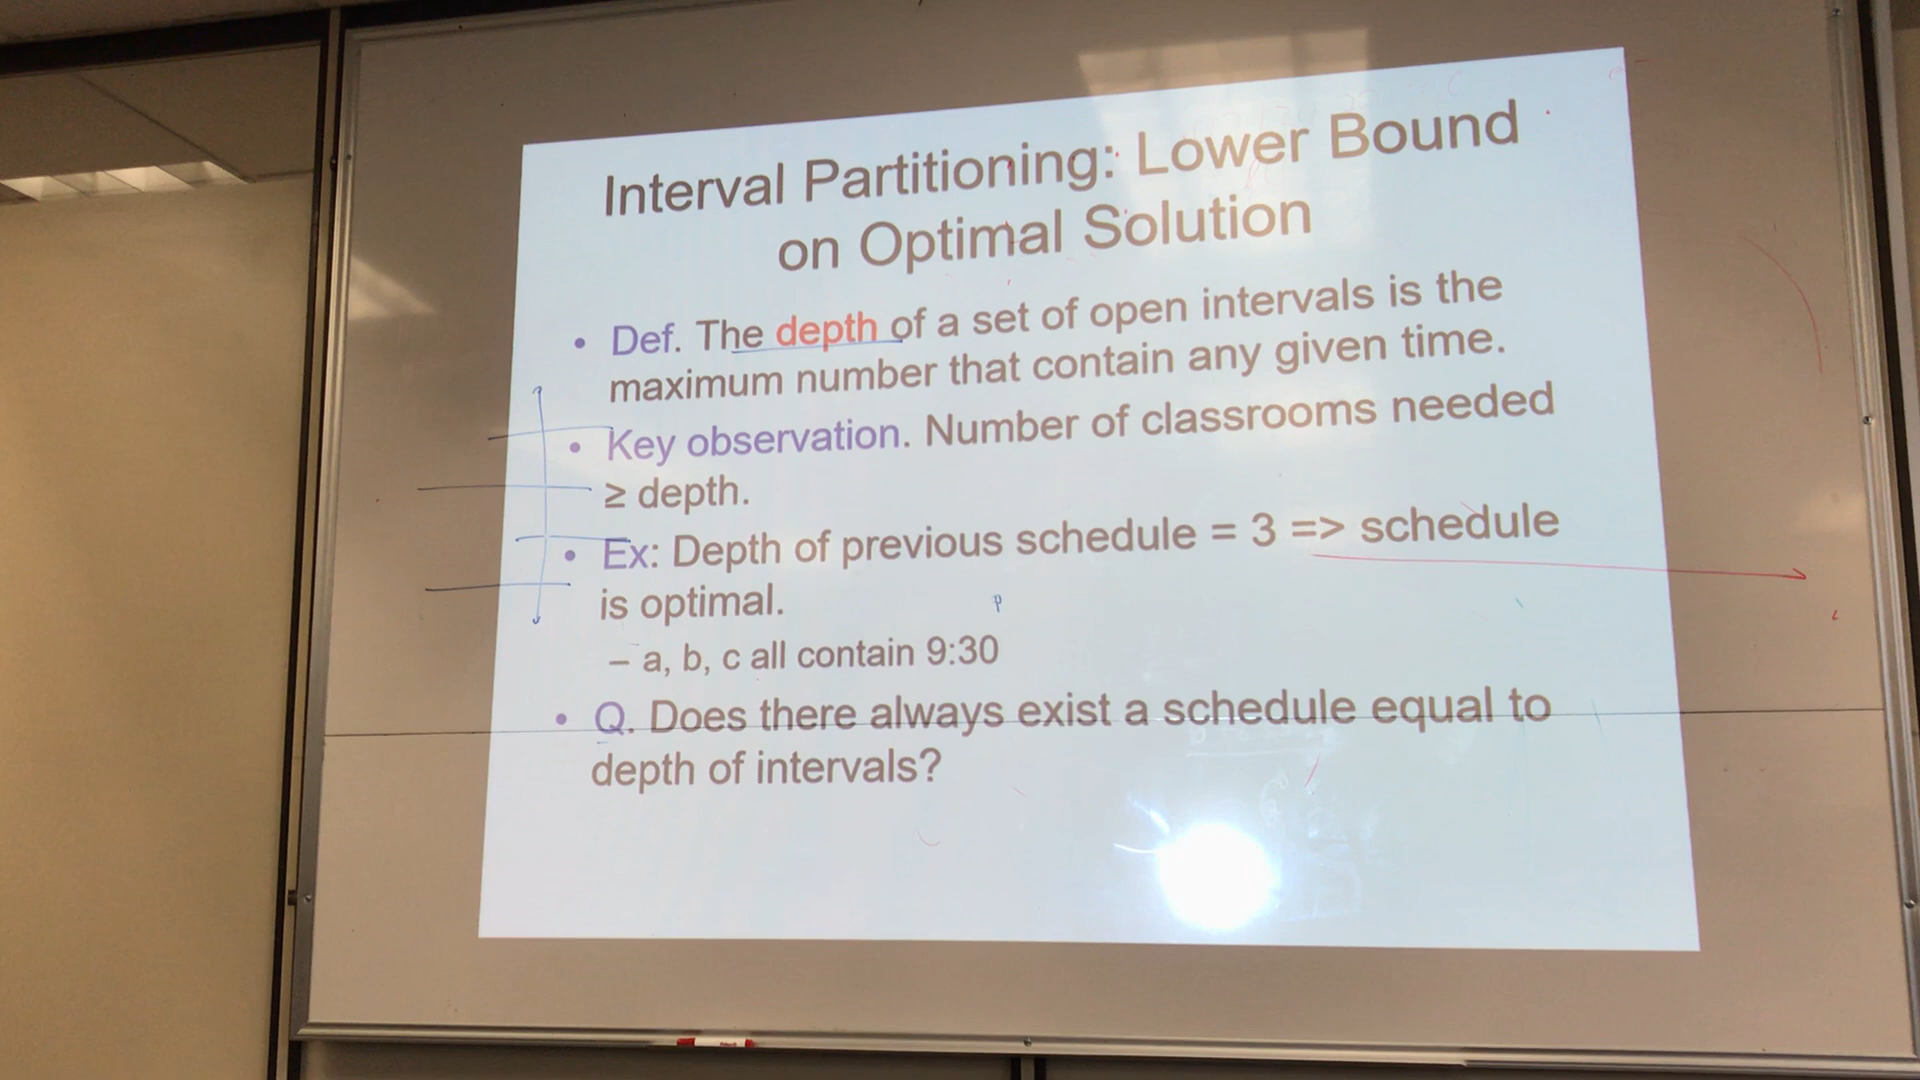 Interval Partitioning: Lower Bound
on Optimal Solution
• Def. The depth of a set of open intervals is the
maximum number that contain any given time.
• Key observation. Number of classrooms needed
≥ depth.
• Ex: Depth of previous schedule = 3 => schedule
is optimal.
– a, b, c all contain 9:30
• Q. Does there always exist a schedule equal to
depth of intervals?